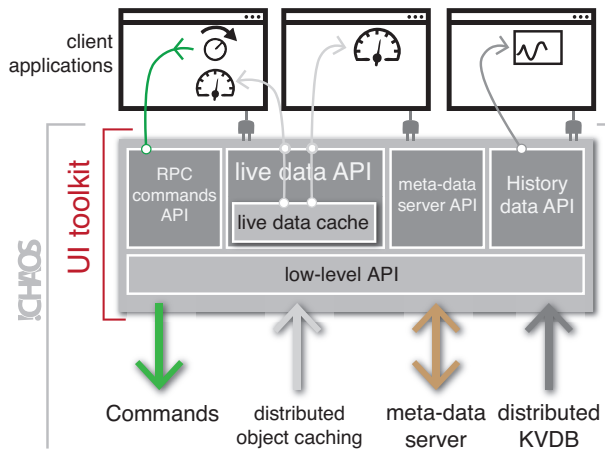 client
applications
UI toolkit
!CHAOS
RPC
commands
API
live data API
live data cache
meta-data
server API
History
data API
low-level API
Commands
distributed
object caching
meta-data
server
distributed
KVDB